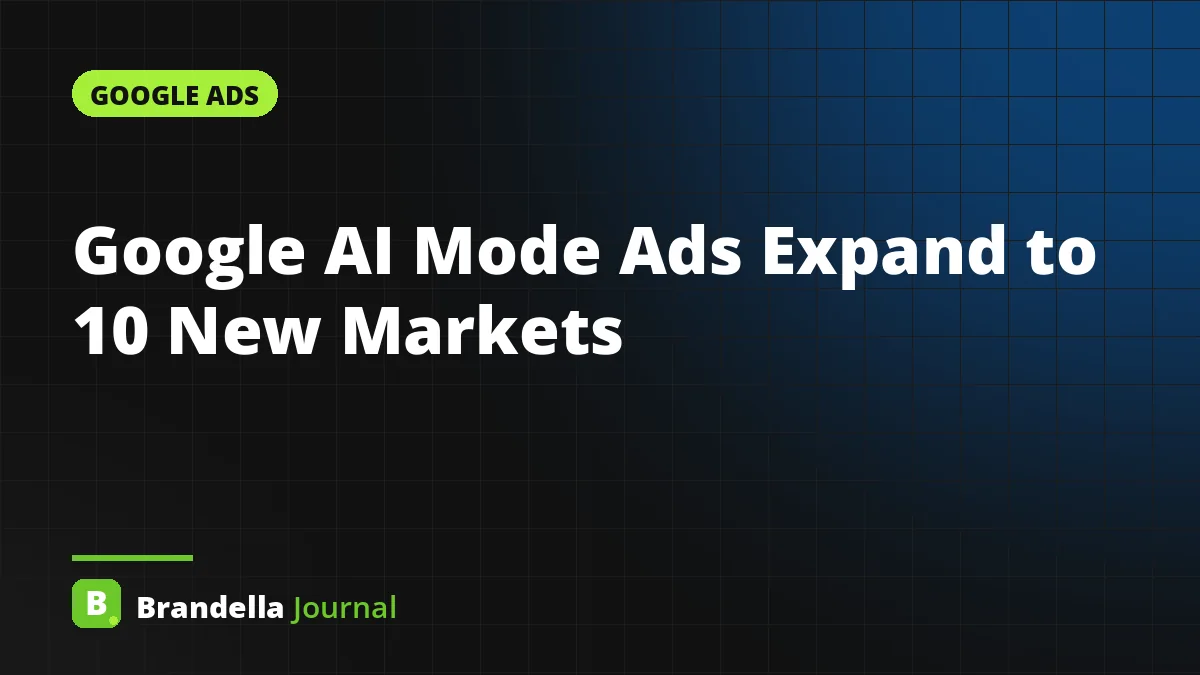 GOOGLE ADS
Google AI Mode Ads Expand to
10 New Markets
B
Brandella Journal